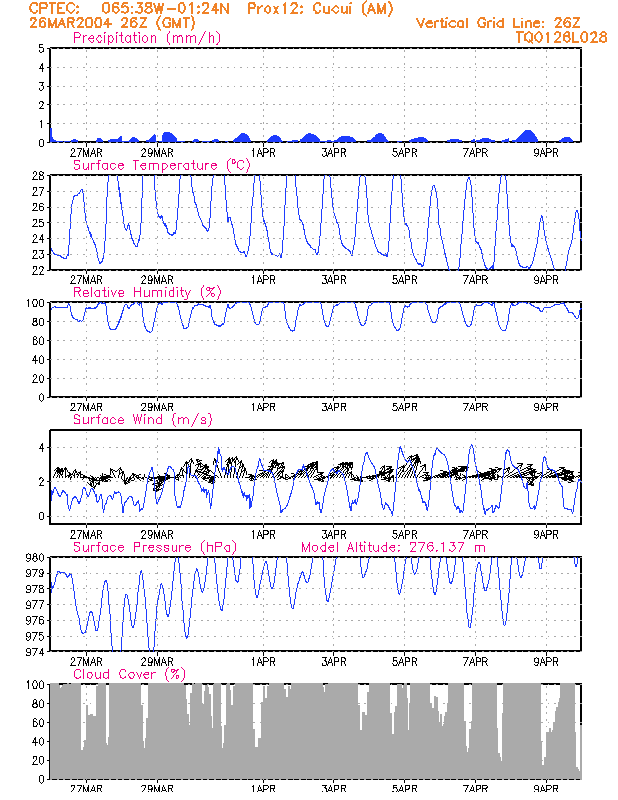 CPTEC: 065:38W-01:24N Prox12: Cucui (AM)
26MAR2004 26Z (GMT) Vertical Grid Line: 26Z
Precipitation (mm/h) TQ0126L028
5
4
3
2
1
0
27MAR 29MAR 1APR 3APR 5APR 7APR 9APR
Surface Temperature (°C)
28
27
26
25
24
23
22
27MAR 29MAR 1APR 3APR 5APR 7APR 9APR
Relative Humidity (%)
100
80
60
40
20
0
27MAR 29MAR 1APR 3APR 5APR 7APR 9APR
Surface Wind (m/s)
4
2
0
27MAR 29MAR 1APR 3APR 5APR 7APR 9APR
Surface Pressure (hPa) Model Altitude: 276.137 m
980
979
978
977
976
975
974
27MAR 29MAR 1APR 3APR 5APR 7APR 9APR
Cloud Cover (%)
100
80
60
40
20
0
27MAR 29MAR 1APR 3APR 5APR 7APR 9APR